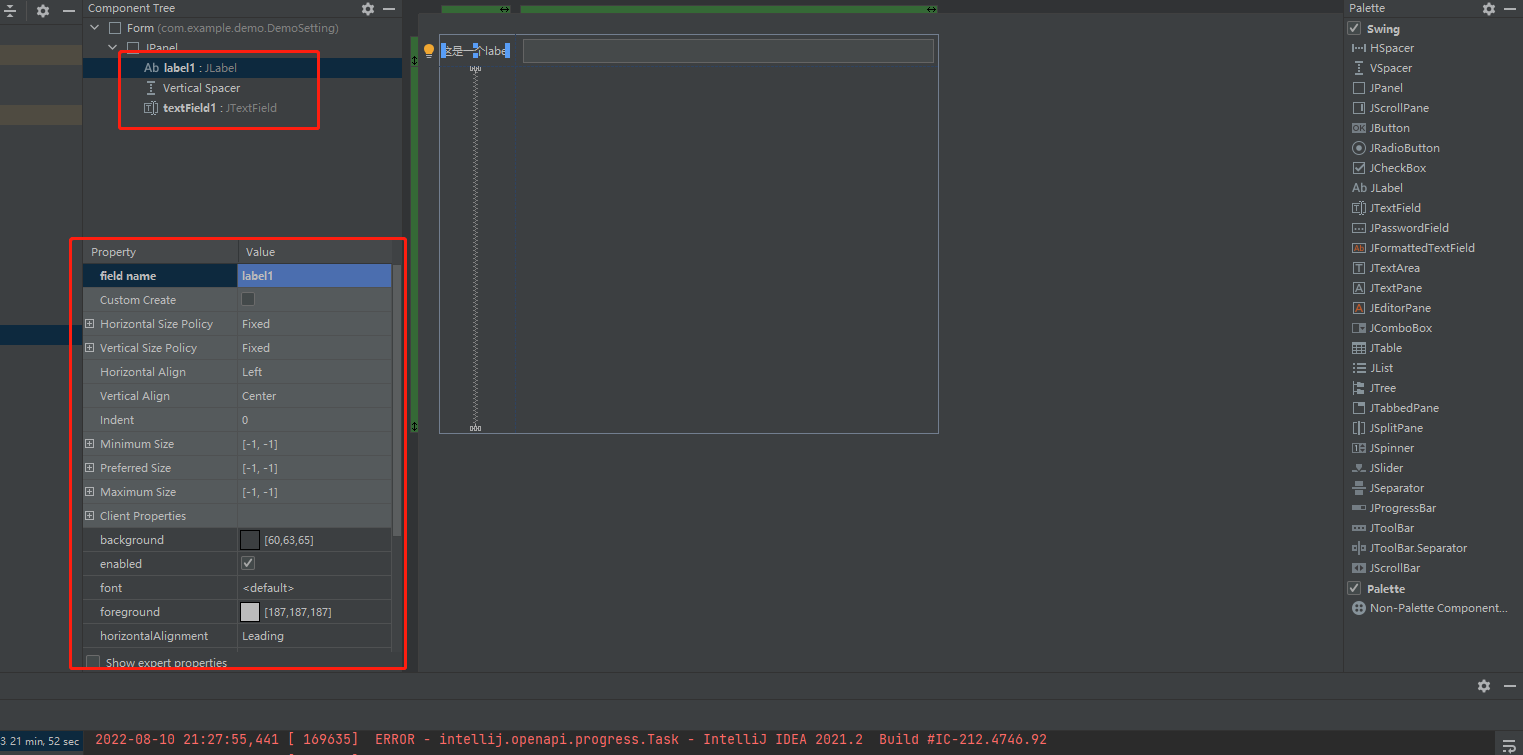 Component Tree
Form (com.example.demo.DemoSetting)
JPanel
Ab label1 : JLabel
Vertical Spacer
textField1 : JTextField
Property Value
field name label1
Custom Create
Horizontal Size Policy Fixed
Vertical Size Policy Fixed
Horizontal Align Left
Vertical Align Center
Indent 0
Minimum Size [-1, -1]
Preferred Size [-1, -1]
Maximum Size [-1, -1]
Client Properties
background [60,63,65]
enabled
font <default>
foreground [187,187,187]
horizontalAlignment Leading
Show expert properties
这是一个label
Palette
Swing
HSpacer
VSpacer
JPanel
JScrollPane
JButton
JRadioButton
JCheckBox
Ab JLabel
JTextField
JPasswordField
JFormattedTextField
JTextArea
JTextPane
JEditorPane
JComboBox
JTable
JList
JTree
JTabbedPane
JSplitPane
JSpinner
JSlider
JSeparator
JProgressBar
JToolBar
JToolBar.Separator
JScrollBar
Palette
Non-Palette Component...
3 21 min, 52 sec
2022-08-10 21:27:55,441 [ 169635] ERROR - intellij.openapi.progress.Task - IntelliJ IDEA 2021.2 Build #IC-212.4746.92